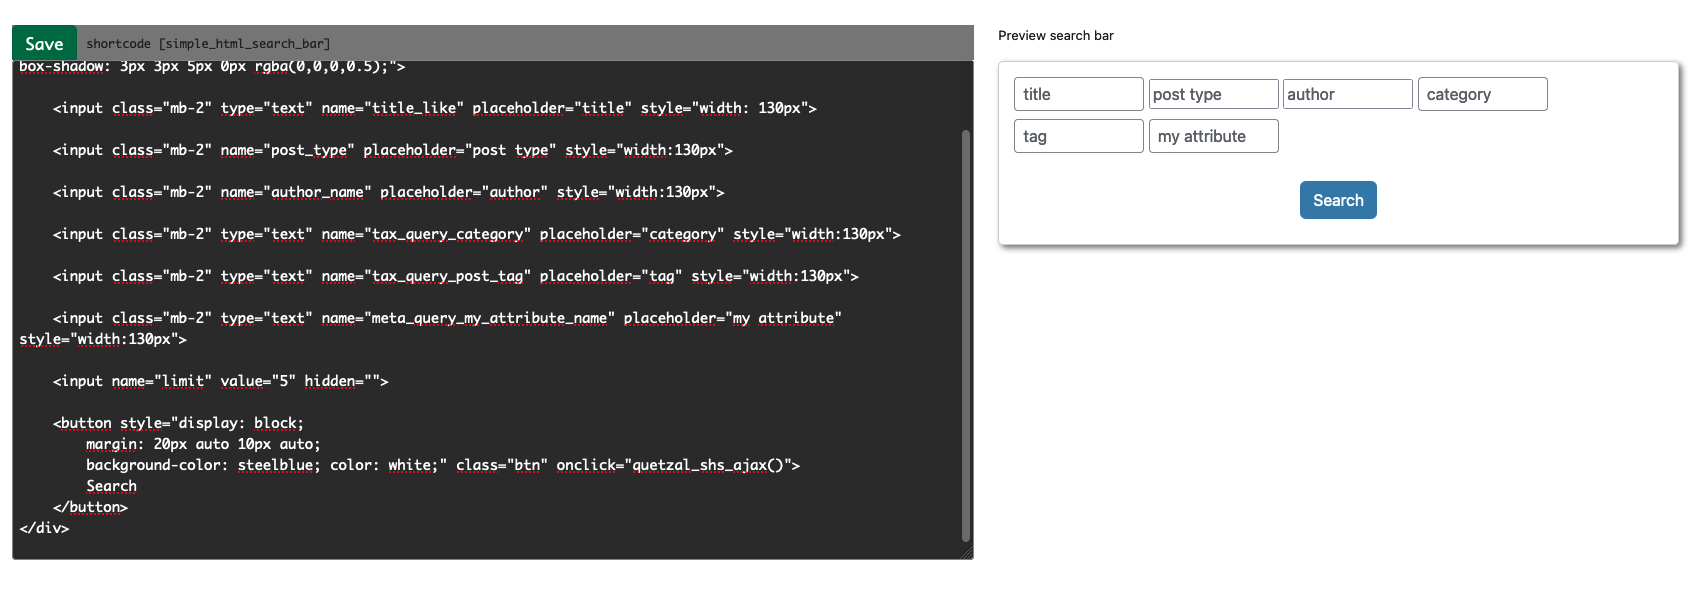 Save
shortcode [simple_html_search_bar]
box-shadow: 3px 3px 5px 0px rgba(0,0,0,0.5);">
<input class="mb-2" type="text" name="title_like" placeholder="title" style="width: 130px">
<input class="mb-2" name="post_type" placeholder="post type" style="width:130px">
<input class="mb-2" name="author_name" placeholder="author" style="width:130px">
<input class="mb-2" type="text" name="tax_query_category" placeholder="category" style="width:130px">
<input class="mb-2" type="text" name="tax_query_post_tag" placeholder="tag" style="width:130px">
<input class="mb-2" type="text" name="meta_query_my_attribute_name" placeholder="my attribute"
style="width:130px">
<input name="limit" value="5" hidden="">
<button style="display: block;
margin: 20px auto 10px auto;
background-color: steelblue; color: white;" class="btn" onclick="quetzal_shs_ajax()">
Search
</button>
</div>
Preview search bar
title
post type
author
category
tag
my attribute
Search